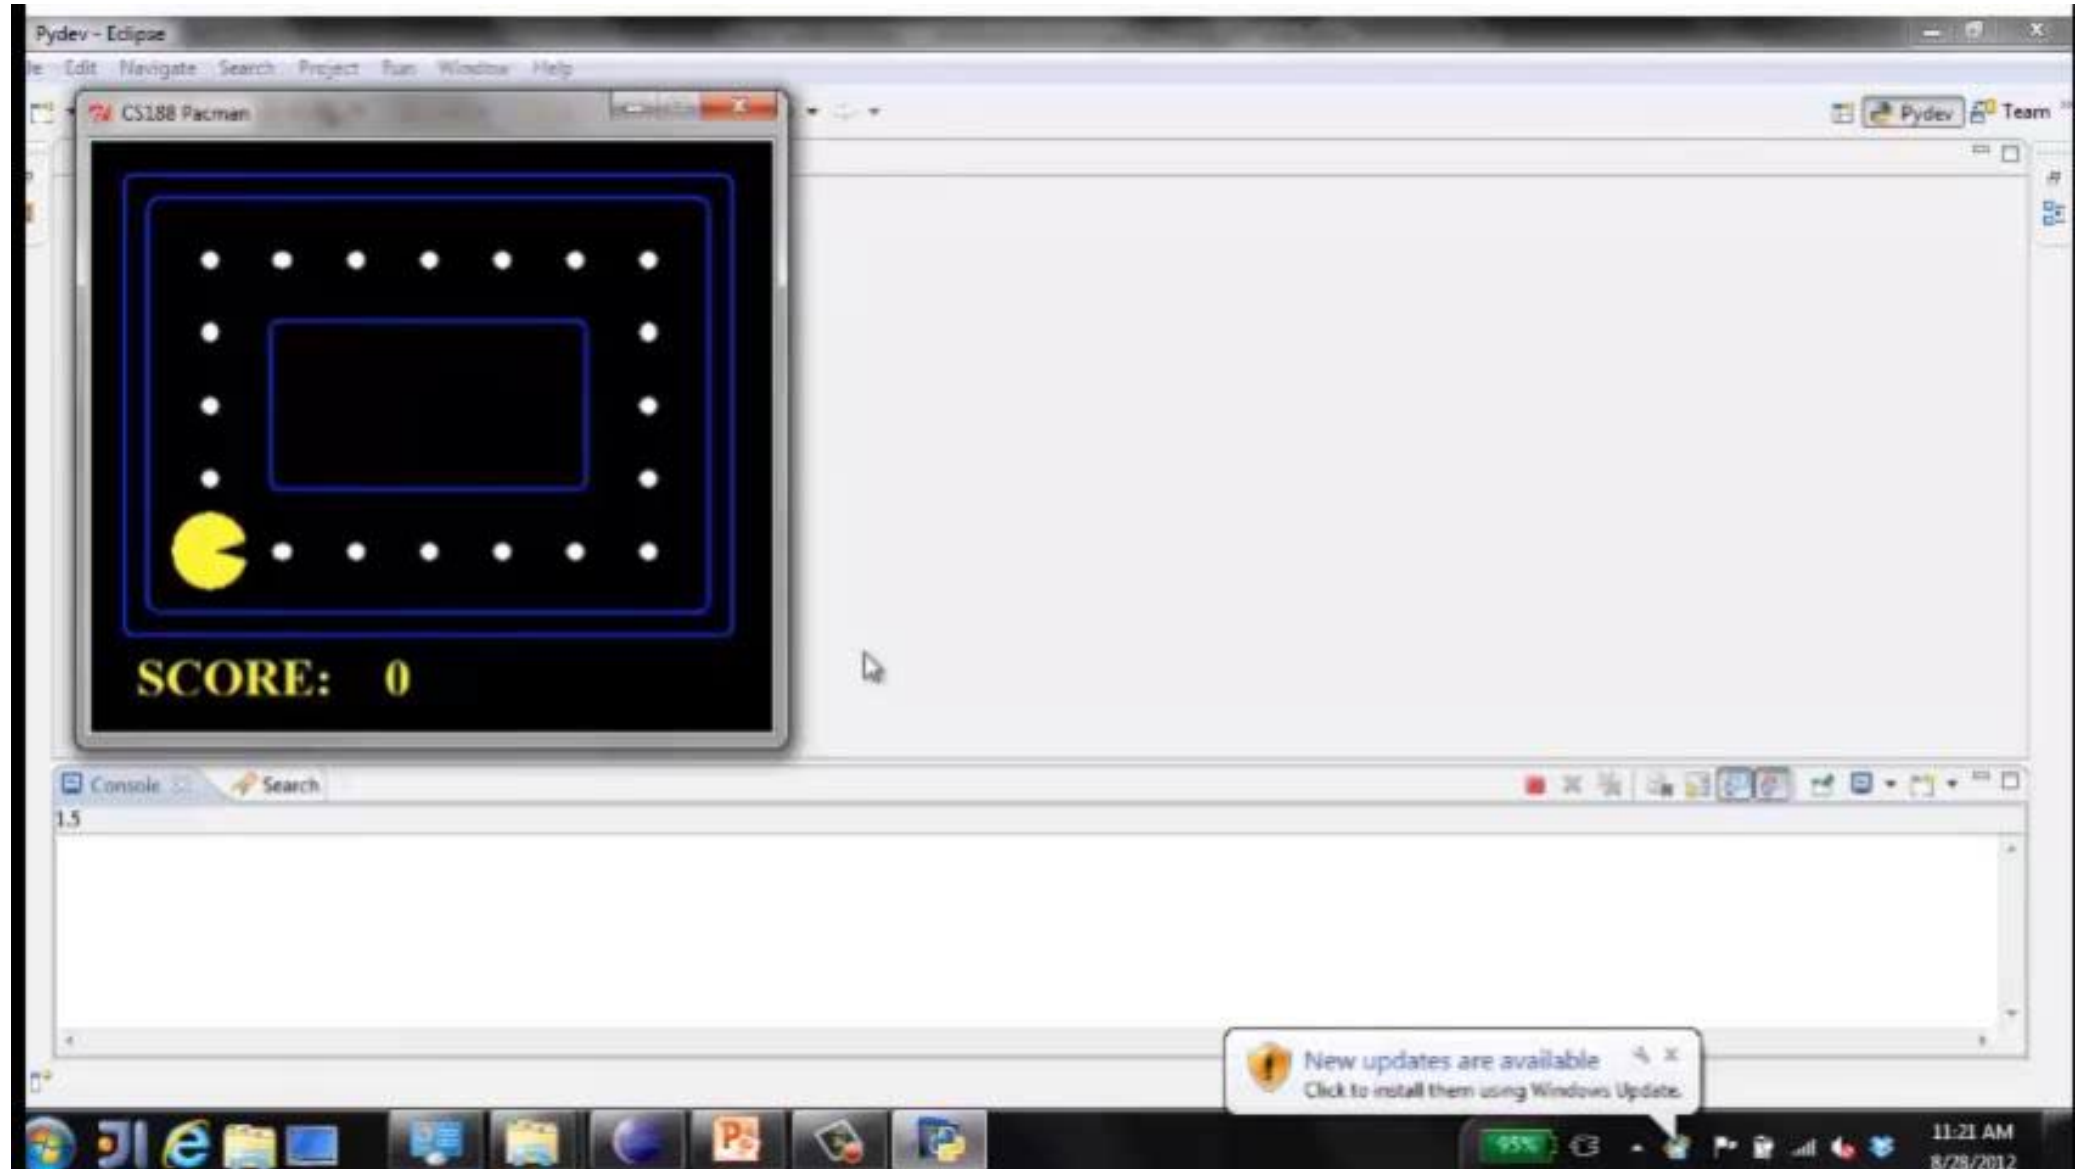 Pydev - Eclipse
Edit Navigate Search Project Run Window Help
CS188 Pacman
Pydev
Team
SCORE: 0
Console
Search
1.5
New updates are available
Click to install them using Windows Update.
95%
11:21 AM
8/28/2012